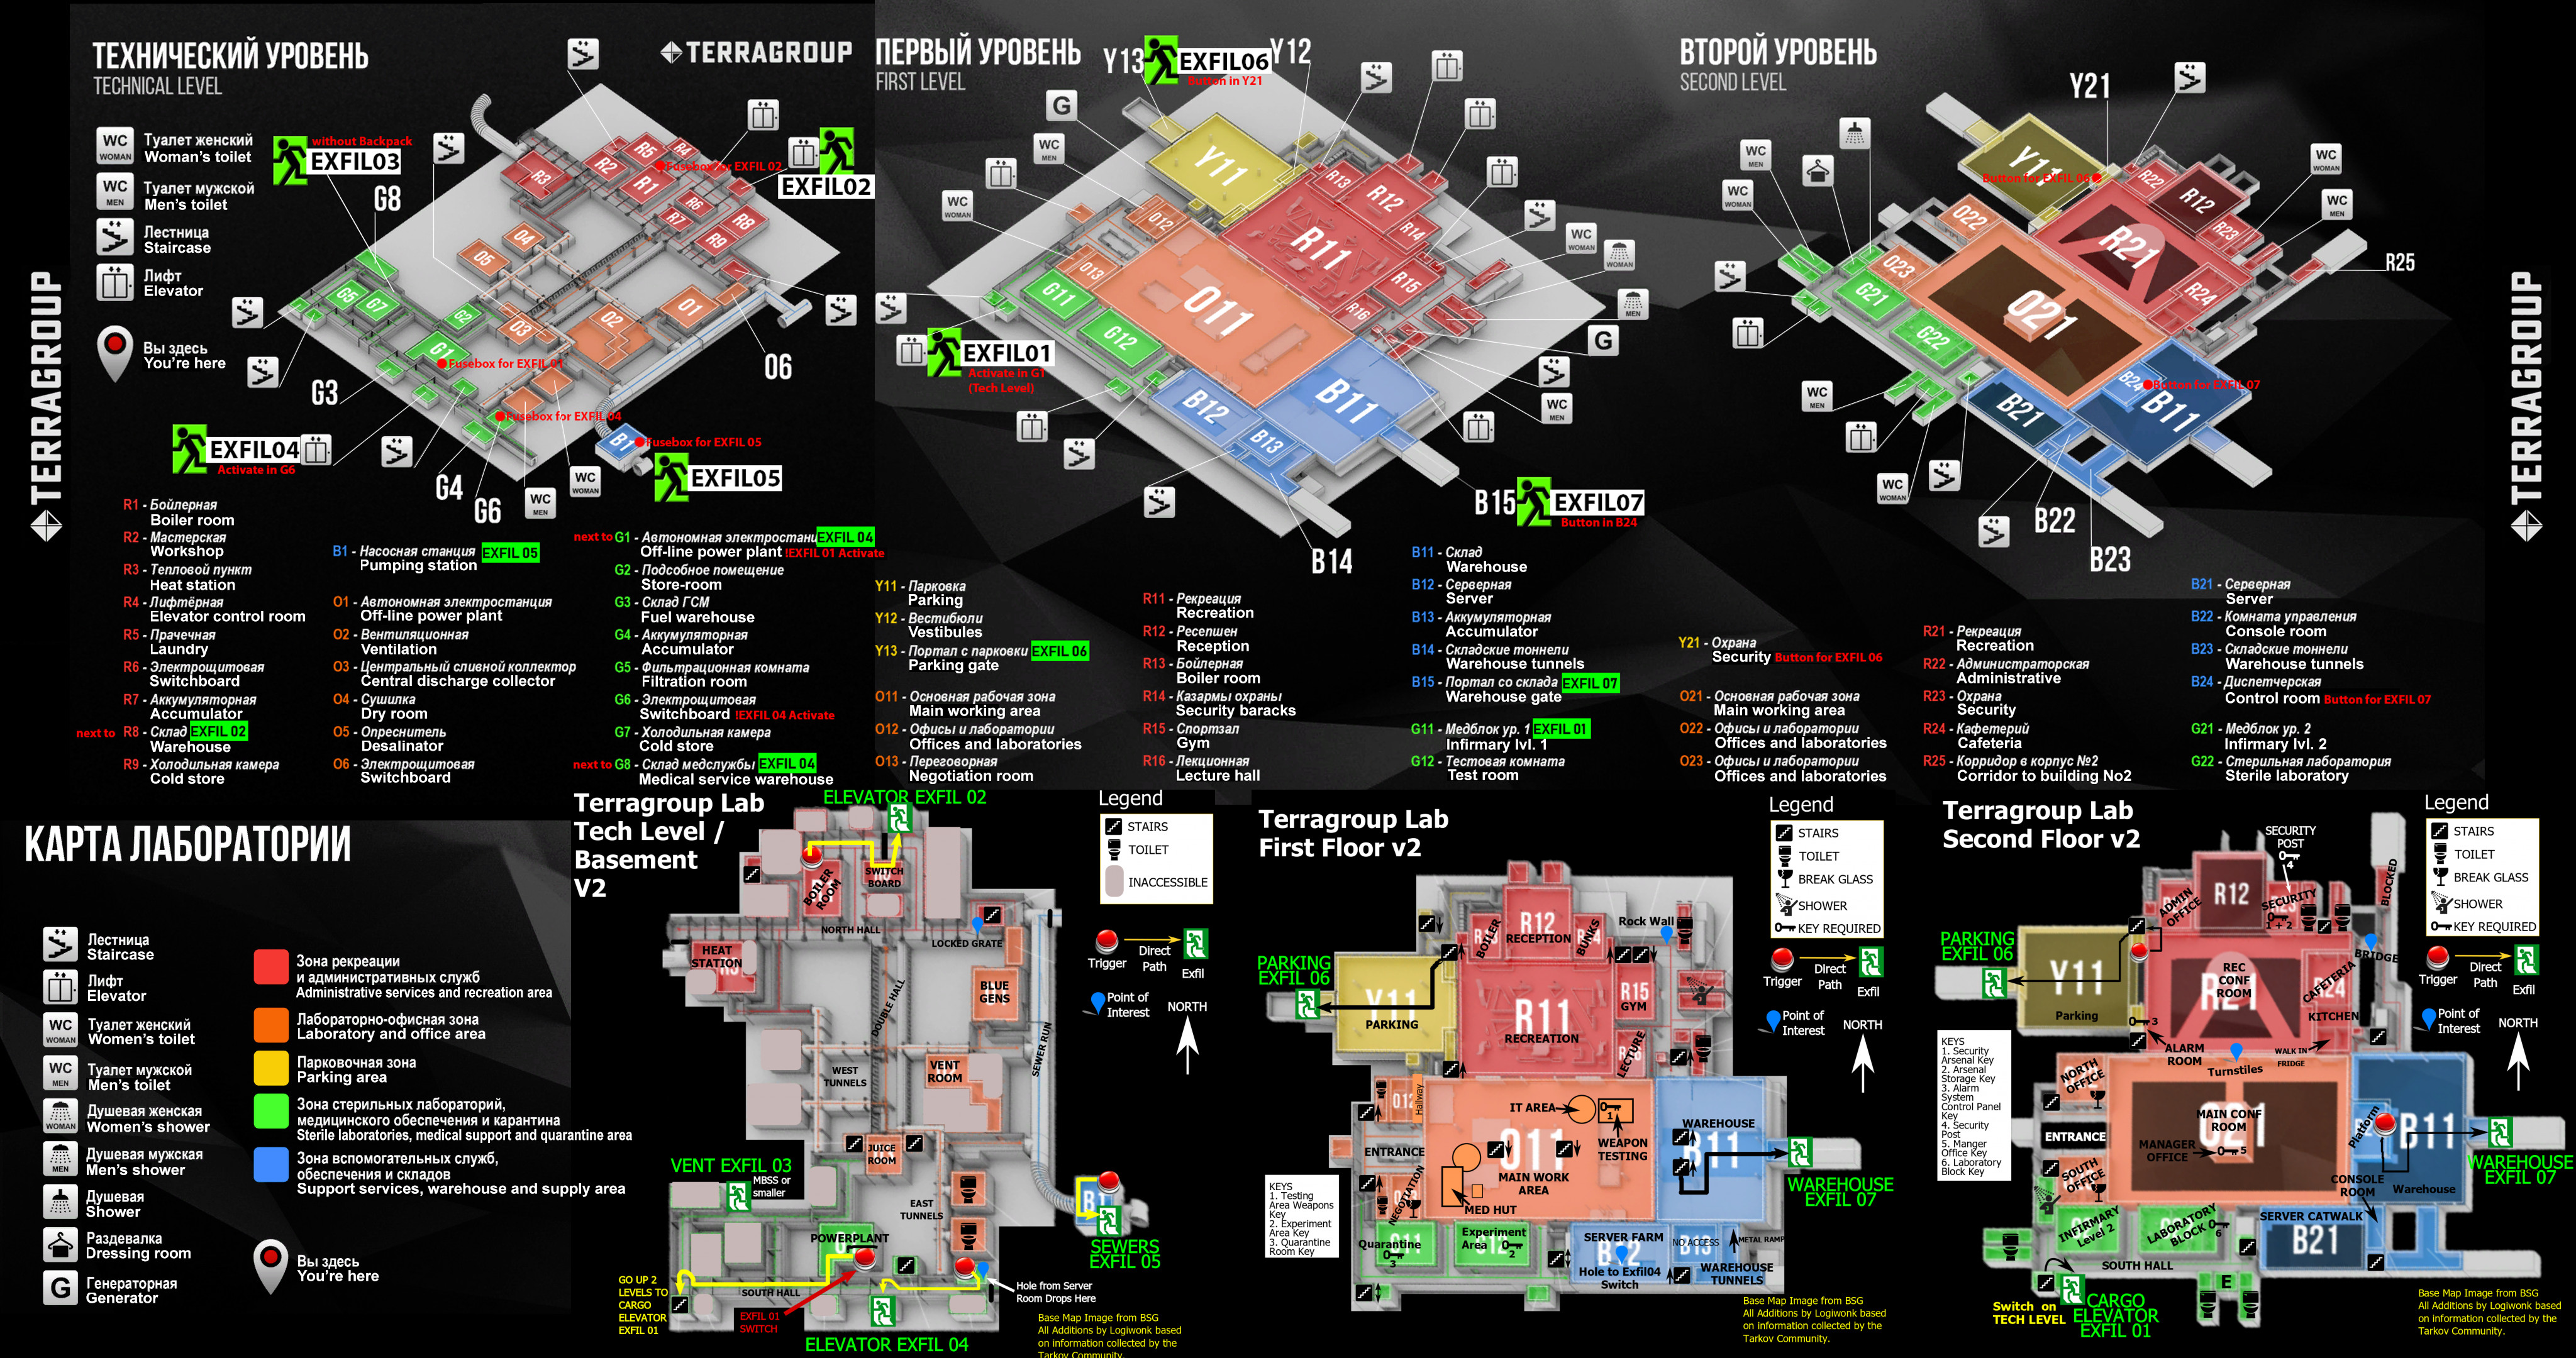 ТЕХНИЧЕСКИЙ УРОВЕНЬ
TECHNICAL LEVEL
TERRAGROUP
TERRAGROUP
WC WOMAN
Туалет женский
Woman's toilet
WC MEN
Туалет мужской
Men's toilet
Лестница
Staircase
Лифт
Elevator
Вы здесь
You're here
without Backpack
EXFIL03
G8
EXFIL02
Fusebox for EXFIL 02
R1
R2
R3
R4
R5
R6
R7
R8
R9
O1
O2
O3
O4
O5
O6
G1
G2
G5
G7
G3
Fusebox for EXFIL 01
Fusebox for EXFIL 04
B1
Fusebox for EXFIL 05
EXFIL04
Activate in G6
EXFIL05
G4
G6
WC MEN
WC WOMAN
R1 - Бойлерная
Boiler room
R2 - Мастерская
Workshop
R3 - Тепловой пункт
Heat station
R4 - Лифтёрная
Elevator control room
R5 - Прачечная
Laundry
R6 - Электрощитовая
Switchboard
R7 - Аккумуляторная
Accumulator
next to R8 - Склад EXFIL 02
Warehouse
R9 - Холодильная камера
Cold store
B1 - Насосная станция EXFIL 05
Pumping station
O1 - Автономная электростанция
Off-line power plant
O2 - Вентиляционная
Ventilation
O3 - Центральный сливной коллектор
Central discharge collector
O4 - Сушилка
Dry room
O5 - Опреснитель
Desalinator
O6 - Электрощитовая
Switchboard
next to G1 - Автономная электростанц EXFIL 04
Off-line power plant !EXFIL 01 Activate
G2 - Подсобное помещение
Store-room
G3 - Склад ГСМ
Fuel warehouse
G4 - Аккумуляторная
Accumulator
G5 - Фильтрационная комната
Filtration room
G6 - Электрощитовая
Switchboard !EXFIL 04 Activate
G7 - Холодильная камера
Cold store
next to G8 - Склад медслужбы EXFIL 04
Medical service warehouse
ПЕРВЫЙ УРОВЕНЬ
FIRST LEVEL
Y13
EXFIL06
Button in Y21
Y12
G
WC MEN
WC WOMAN
Y11
R13
R12
R14
R11
R15
R16
O12
O13
O11
G11
G12
B12
B13
B11
WC WOMAN
WOMAN
MEN
G
WC MEN
EXFIL01
Activate in G1
(Tech Level)
B15
EXFIL07
Button in B24
B14
Y11 - Парковка
Parking
Y12 - Вестибюли
Vestibules
Y13 - Портал с парковки EXFIL 06
Parking gate
O11 - Основная рабочая зона
Main working area
O12 - Офисы и лаборатории
Offices and laboratories
O13 - Переговорная
Negotiation room
R11 - Рекреация
Recreation
R12 - Ресепшен
Reception
R13 - Бойлерная
Boiler room
R14 - Казармы охраны
Security baracks
R15 - Спортзал
Gym
R16 - Лекционная
Lecture hall
B11 - Склад
Warehouse
B12 - Серверная
Server
B13 - Аккумуляторная
Accumulator
B14 - Складские тоннели
Warehouse tunnels
B15 - Портал со склада EXFIL 07
Warehouse gate
G11 - Медблок ур. 1 EXFIL 01
Infirmary lvl. 1
G12 - Тестовая комната
Test room
ВТОРОЙ УРОВЕНЬ
SECOND LEVEL
Y21
WC MEN
WC WOMAN
Y11
Button for EXFIL 06
R22
R12
R23
R21
R24
R25
WC WOMAN
WC MEN
O22
O23
O21
G21
G22
B21
B24
Button for EXFIL 07
B11
WC MEN
WC WOMAN
B22
B23
TERRAGROUP
Y21 - Охрана
Security Button for EXFIL 06
O21 - Основная рабочая зона
Main working area
O22 - Офисы и лаборатории
Offices and laboratories
O23 - Офисы и лаборатории
Offices and laboratories
R21 - Рекреация
Recreation
R22 - Администраторская
Administrative
R23 - Охрана
Security
R24 - Кафетерий
Cafeteria
R25 - Корридор в корпус №2
Corridor to building No2
B21 - Серверная
Server
B22 - Комната управления
Console room
B23 - Складские тоннели
Warehouse tunnels
B24 - Диспетчерская
Control room Button for EXFIL 07
G21 - Медблок ур. 2
Infirmary lvl. 2
G22 - Стерильная лаборатория
Sterile laboratory
КАРТА ЛАБОРАТОРИИ
Лестница
Staircase
Лифт
Elevator
WC WOMAN
Туалет женский
Women's toilet
WC MEN
Туалет мужской
Men's toilet
WOMAN
Душевая женская
Women's shower
MEN
Душевая мужская
Men's shower
Душевая
Shower
Раздевалка
Dressing room
G
Генераторная
Generator
Зона рекреации
и административных служб
Administrative services and recreation area
Лабораторно-офисная зона
Laboratory and office area
Парковочная зона
Parking area
Зона стерильных лабораторий,
медицинского обеспечения и карантина
Sterile laboratories, medical support and quarantine area
Зона вспомогательных служб,
обеспечения и складов
Support services, warehouse and supply area
Вы здесь
You're here
Terragroup Lab
Tech Level /
Basement
V2
ELEVATOR EXFIL 02
Legend
STAIRS
TOILET
INACCESSIBLE
Trigger
Direct
Path
Exfil
Point of
Interest
NORTH
BOILER
ROOM
SWITCH
BOARD
NORTH HALL
LOCKED GRATE
HEAT
STATION
DOUBLE HALL
BLUE
GENS
SEWER RUN
WEST
TUNNELS
VENT
ROOM
JUICE
ROOM
VENT EXFIL 03
MBSS or
smaller
EAST
TUNNELS
POWERPLANT
SOUTH HALL
B1
SEWERS
EXFIL 05
GO UP 2
LEVELS TO
CARGO
ELEVATOR
EXFIL 01
EXFIL 01
SWITCH
ELEVATOR EXFIL 04
Hole from Server
Room Drops Here
Base Map Image from BSG
All Additions by Logiwonk based
on information collected by the
Tarkov Community.
Terragroup Lab
First Floor v2
Legend
STAIRS
TOILET
BREAK GLASS
SHOWER
KEY REQUIRED
Trigger
Direct
Path
Exfil
Point of
Interest
NORTH
PARKING
EXFIL 06
Y11
PARKING
BOILER
R12
RECEPTION
BUNKS
Rock Wall
R11
RECREATION
R15
GYM
LECTURE
Hallway
IT AREA
1
WEAPON
TESTING
ENTRANCE
NEGOTIATION
O11
MAIN WORK
AREA
MED HUT
WAREHOUSE
B11
WAREHOUSE
EXFIL 07
KEYS
1. Testing
Area Weapons
Key
2. Experiment
Area Key
3. Quarantine
Room Key
Quarantine
3
Experiment
Area
2
SERVER FARM
Hole to Exfil04
Switch
NO ACCESS
METAL RAMP
WAREHOUSE
TUNNELS
Base Map Image from BSG
All Additions by Logiwonk based
on information collected by the
Tarkov Community.
Terragroup Lab
Second Floor v2
Legend
STAIRS
TOILET
BREAK GLASS
SHOWER
KEY REQUIRED
Trigger
Direct
Path
Exfil
Point of
Interest
NORTH
SECURITY
POST
4
R12
ADMIN
OFFICE
SECURITY
1 + 2
BLOCKED
BRIDGE
PARKING
EXFIL 06
Y11
Parking
REC
CONF
ROOM
CAFETERIA
KITCHEN
3
ALARM
ROOM
Turnstiles
WALK IN
FRIDGE
KEYS
1. Security
Arsenal Key
2. Arsenal
Storage Key
3. Alarm
System
Control Panel
Key
4. Security
Post
5. Manger
Office Key
6. Laboratory
Block Key
NORTH
OFFICE
ENTRANCE
SOUTH
OFFICE
MAIN CONF
ROOM
MANAGER
OFFICE
5
Platform
B11
WAREHOUSE
EXFIL 07
CONSOLE
ROOM
Warehouse
INFIRMARY
Level 2
LABORATORY
BLOCK
6
SERVER CATWALK
B21
SOUTH HALL
E
Switch on
TECH LEVEL
CARGO
ELEVATOR
EXFIL 01
Base Map Image from BSG
All Additions by Logiwonk based
on information collected by the
Tarkov Community.